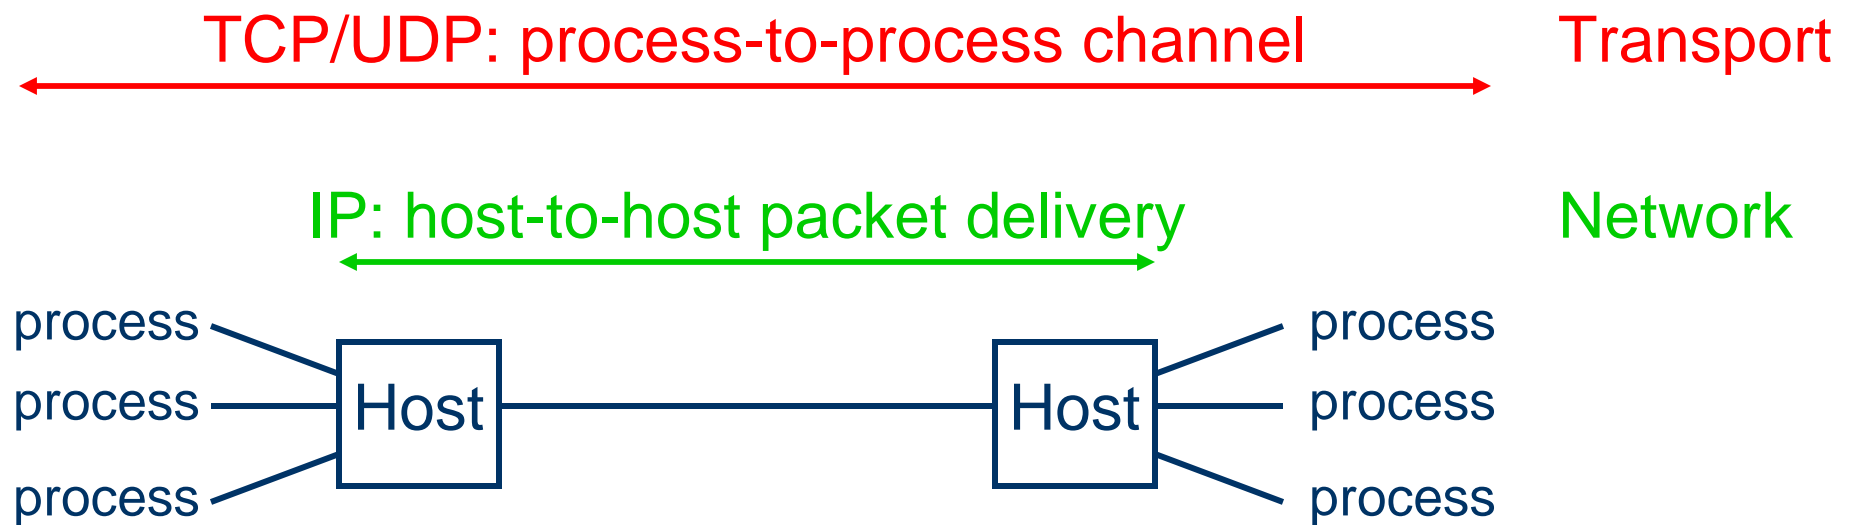 TCP/UDP: process-to-process channel Transport
IP: host-to-host packet delivery Network
process process
process Host Host process
process process